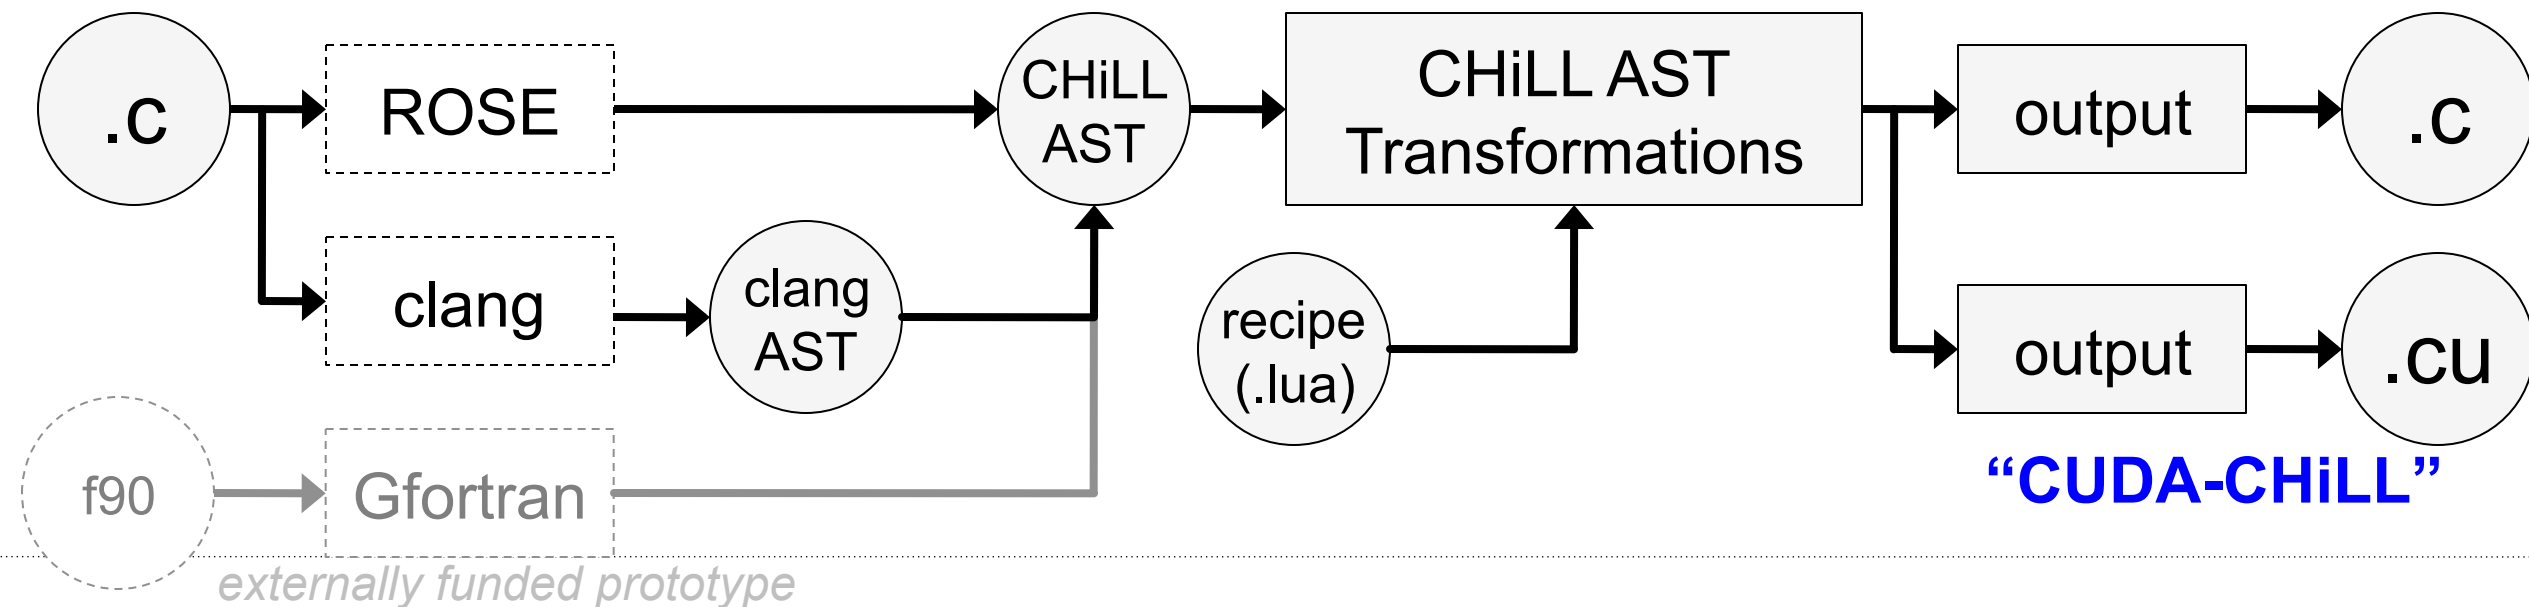 .c
ROSE
CHiLL
AST
CHiLL AST
Transformations
output
.c
clang
clang
AST
recipe
(.lua)
output
.cu
f90
Gfortran
“CUDA-CHiLL”
externally funded prototype